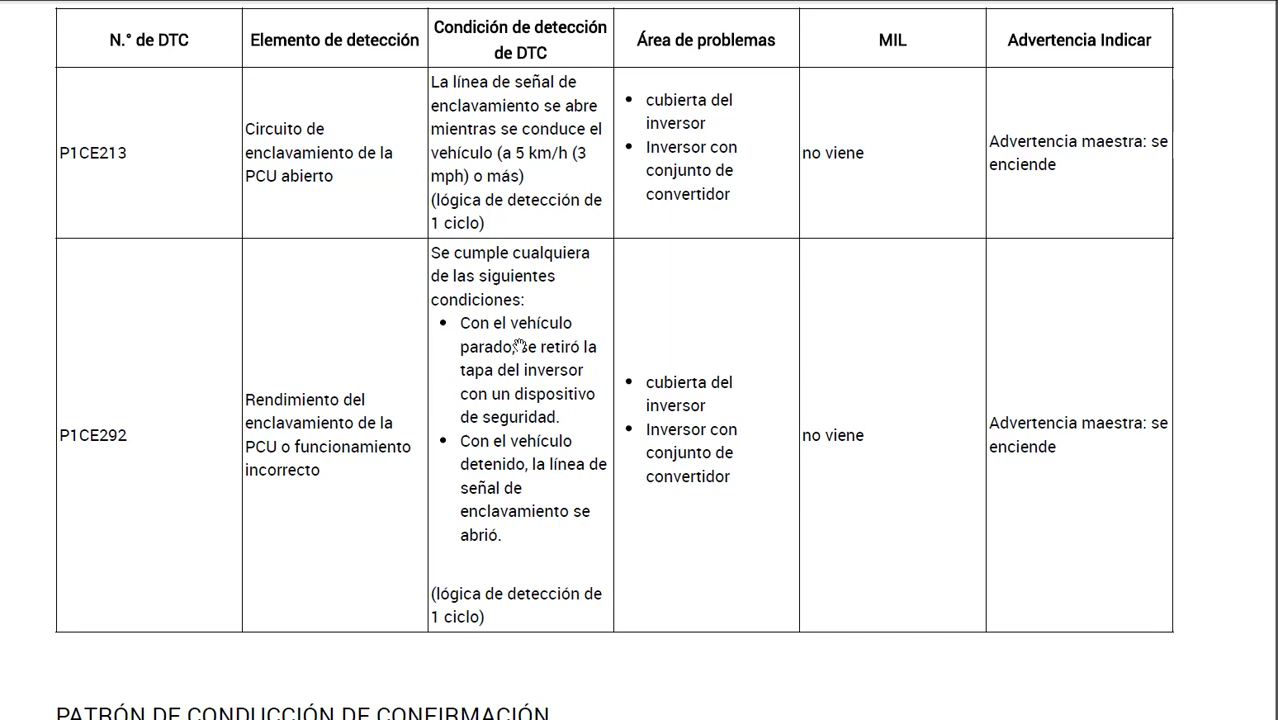 N.° de DTC
Elemento de detección
Condición de detección
de DTC
Área de problemas
MIL
Advertencia Indicar
P1CE213
Circuito de
enclavamiento de la
PCU abierto
La línea de señal de
enclavamiento se abre
mientras se conduce el
vehículo (a 5 km/h (3
mph) o más)
(lógica de detección de
1 ciclo)
• cubierta del
inversor
• Inversor con
conjunto de
convertidor
no viene
Advertencia maestra: se
enciende
P1CE292
Rendimiento del
enclavamiento de la
PCU o funcionamiento
incorrecto
Se cumple cualquiera
de las siguientes
condiciones:
• Con el vehículo
parado, se retiró la
tapa del inversor
con un dispositivo
de seguridad.
• Con el vehículo
detenido, la línea de
señal de
enclavamiento se
abrió.
(lógica de detección de
1 ciclo)
• cubierta del
inversor
• Inversor con
conjunto de
convertidor
no viene
Advertencia maestra: se
enciende
PATRÓN DE CONDUCCIÓN DE CONFIRMACIÓN